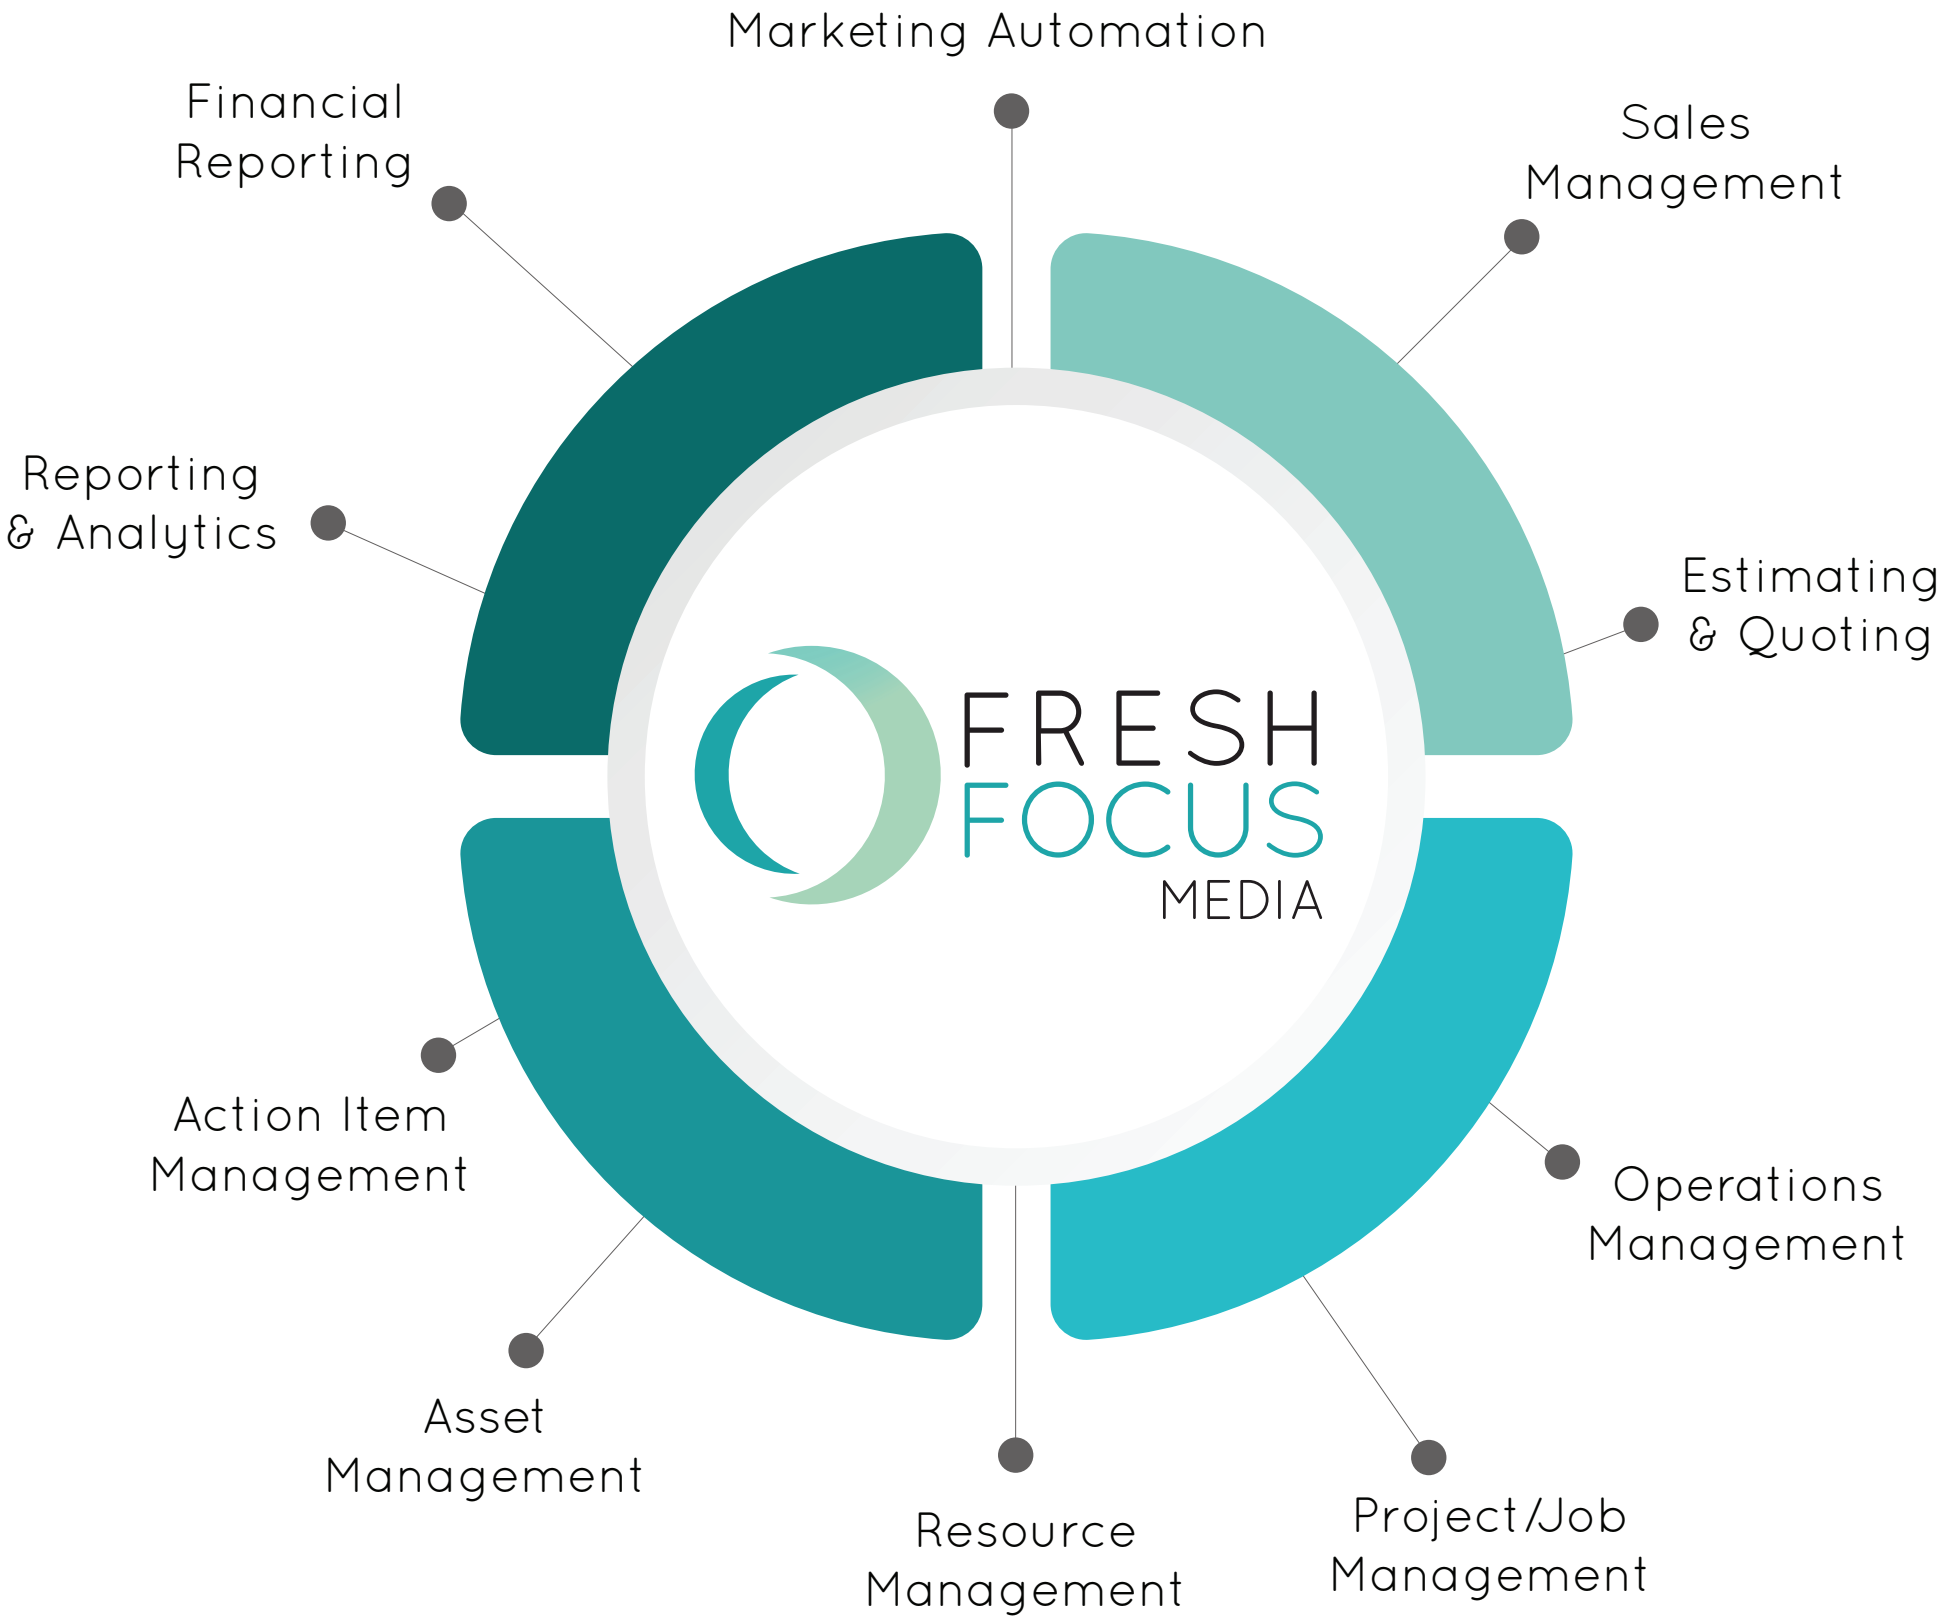 Marketing Automation
Financial
Reporting
Sales
Management
Reporting
& Analytics
Estimating
& Quoting
FRESH
FOCUS
MEDIA
Action Item
Management
Operations
Management
Asset
Management
Resource
Management
Project/Job
Management